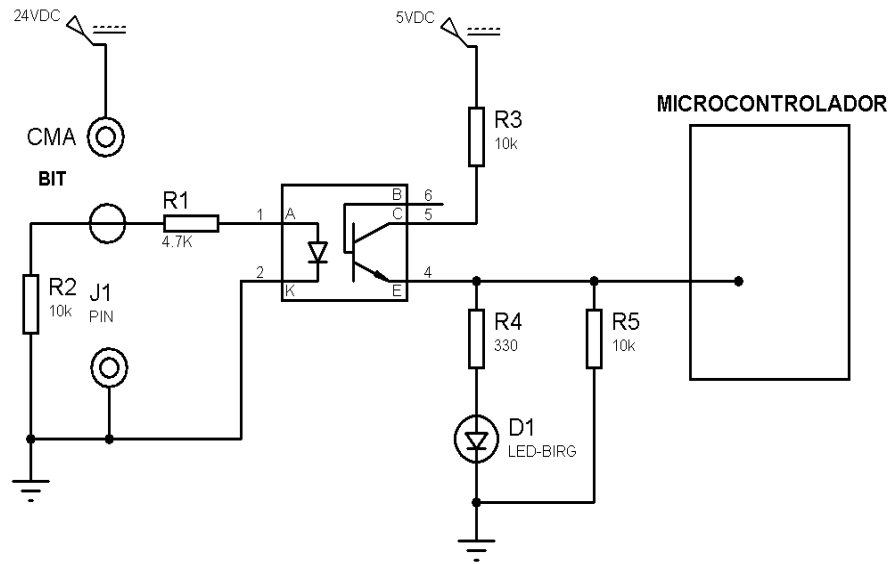 24VDC
5VDC
MICROCONTROLADOR
CMA
R3
10k
BIT
R1
4.7K
1
A
B
6
C
5
2
K
E
4
R2
10k
J1
PIN
R4
330
R5
10k
D1
LED-BIRG